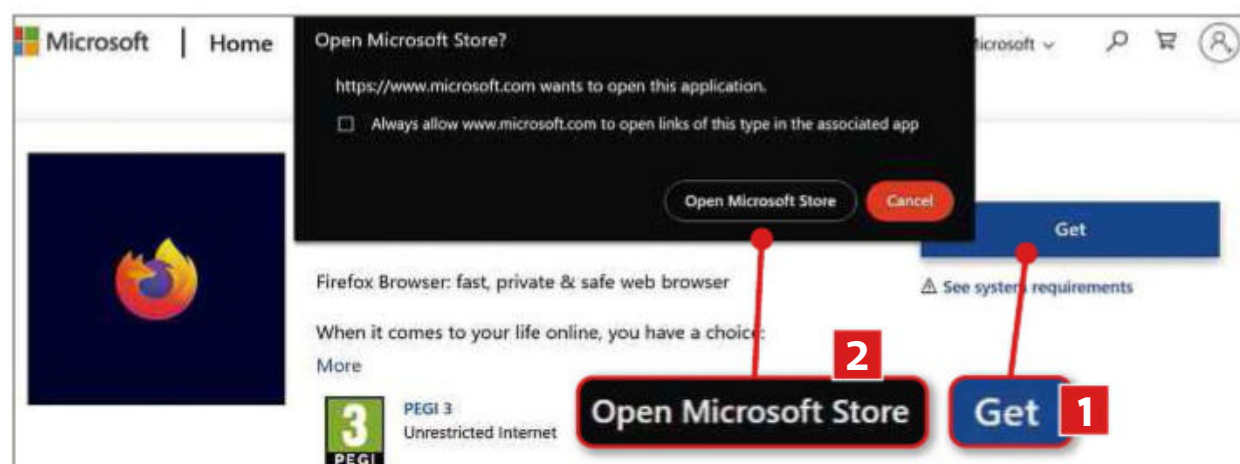 Microsoft | Home
Open Microsoft Store?
https://www.microsoft.com wants to open this application.
Always allow www.microsoft.com to open links of this type in the associated app
Open Microsoft Store
Cancel
icrosoft
Get
See system requirements
Firefox Browser: fast, private & safe web browser
When it comes to your life online, you have a choice:
More
3
PEGI
PEGI 3
Unrestricted Internet
2
Open Microsoft Store
Get
1